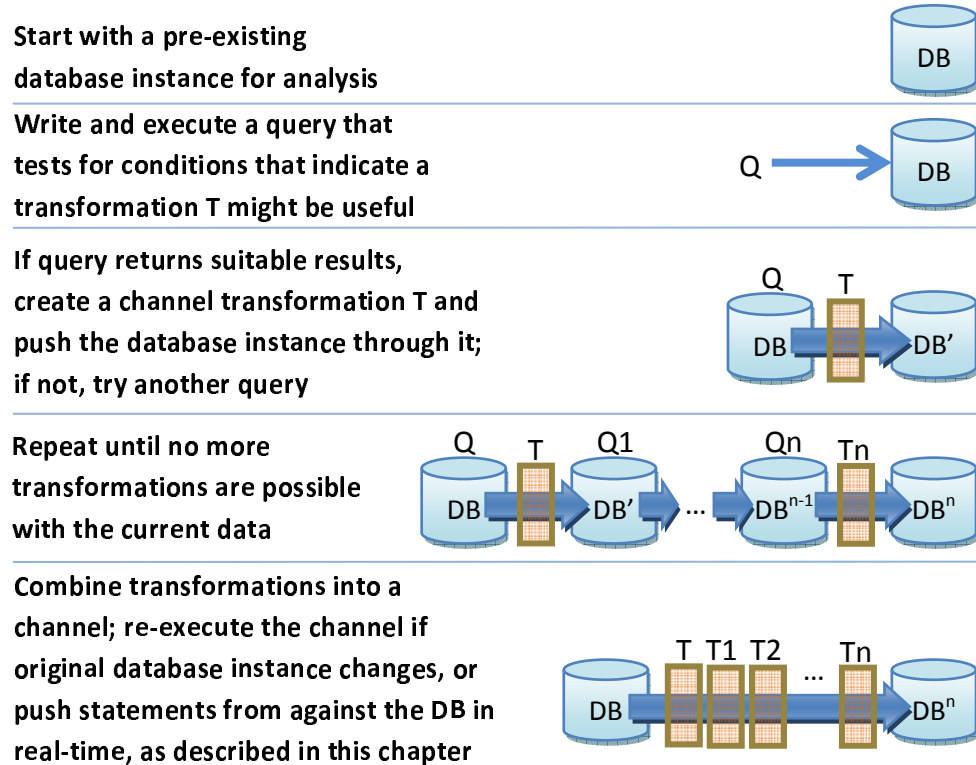 Start with a pre-existing
database instance for analysis
DB
Write and execute a query that
tests for conditions that indicate a
transformation T might be useful
Q
DB
If query returns suitable results,
create a channel transformation T and
push the database instance through it;
if not, try another query
Q
T
DB
DB'
Repeat until no more
transformations are possible
with the current data
Q
T
Q1
Qn
Tn
DB
DB'
...
DBⁿ⁻¹
DBⁿ
Combine transformations into a
channel; re-execute the channel if
original database instance changes, or
push statements from against the DB in
real-time, as described in this chapter
T
T1
T2
...
Tn
DB
DBⁿ